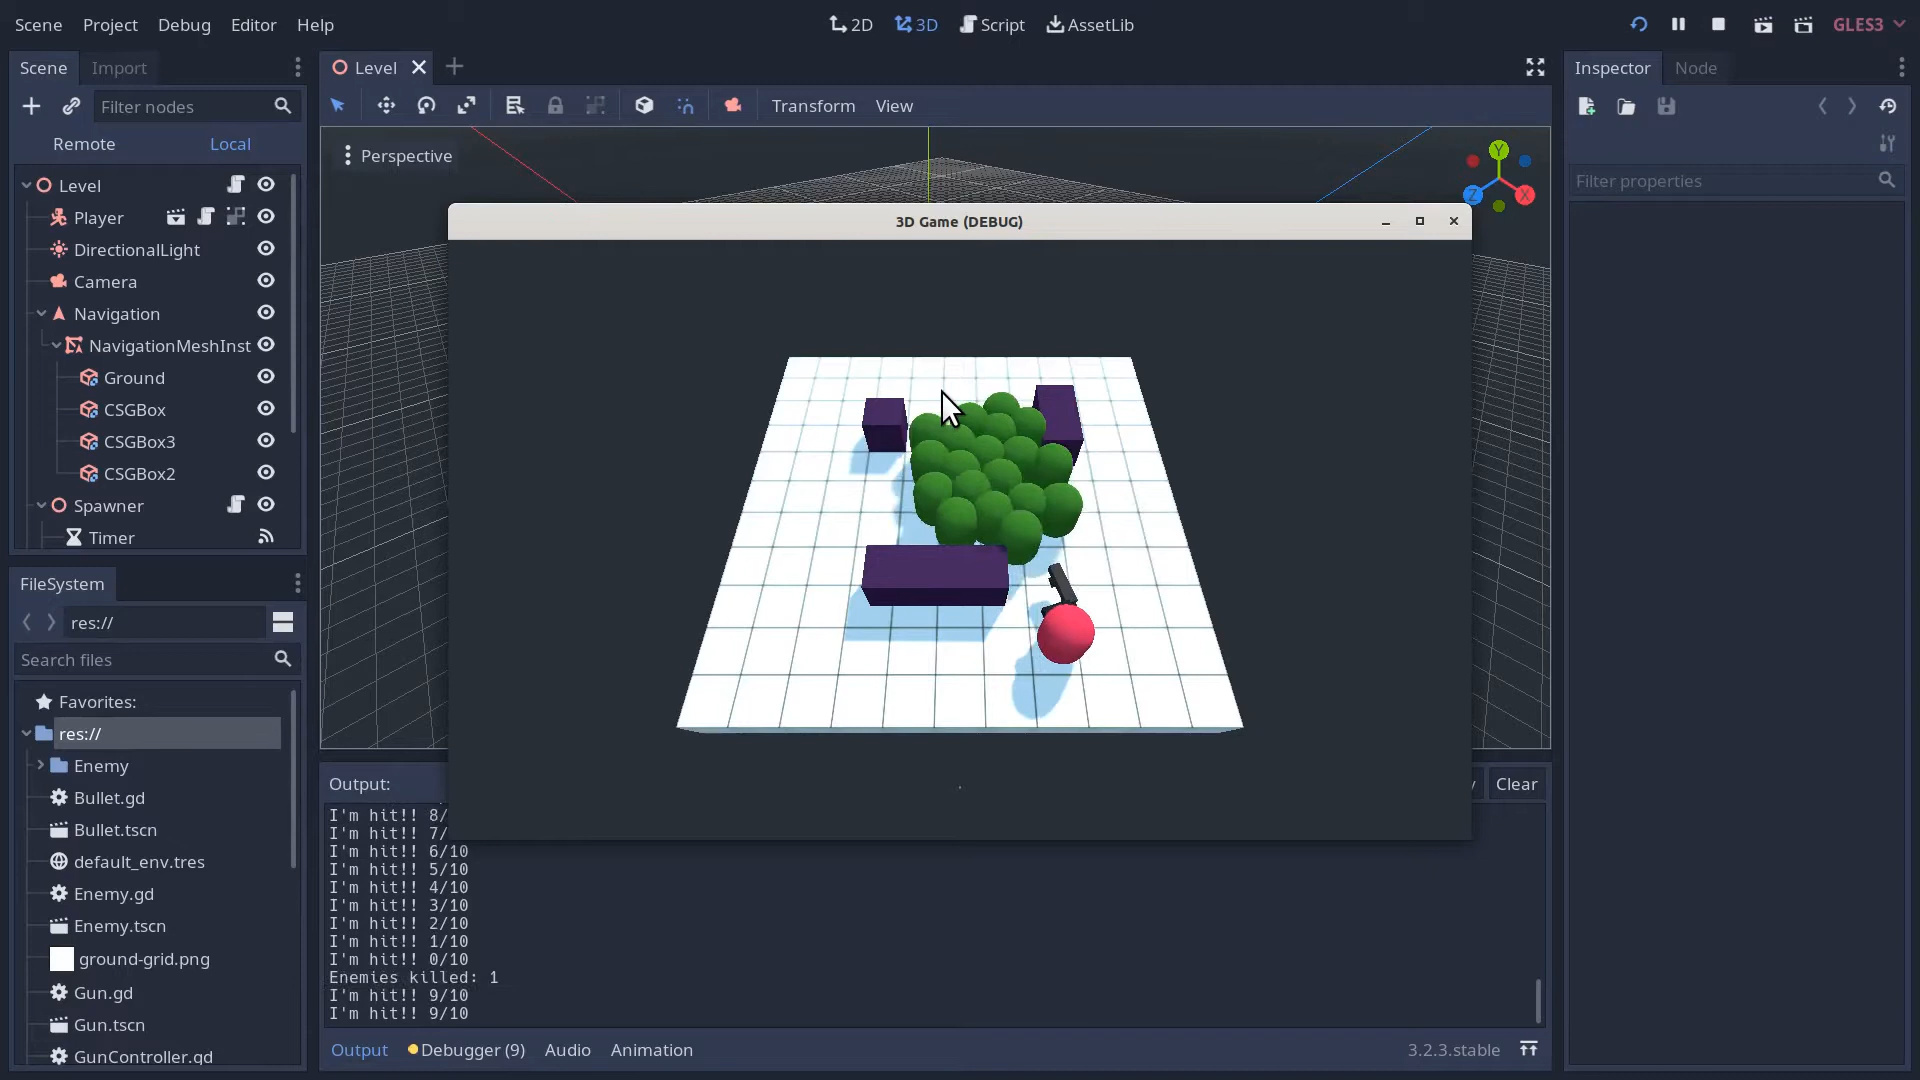 Scene Project Debug Editor Help 2D 3D Script AssetLib GLES3
Scene Import Level Inspector Node
Filter nodes Transform View
Remote Local Perspective Y Z X
Filter properties
Level
Player
DirectionalLight
Camera
Navigation
NavigationMeshInst
Ground
CSGBox
CSGBox3
CSGBox2
Spawner
Timer
3D Game (DEBUG)
FileSystem
res://
Search files
Favorites:
res://
Enemy
Bullet.gd
Bullet.tscn
default_env.tres
Enemy.gd
Enemy.tscn
ground-grid.png
Gun.gd
Gun.tscn
GunController.gd
Output: Clear
I'm hit!! 8/
I'm hit!! 7/
I'm hit!! 6/10
I'm hit!! 5/10
I'm hit!! 4/10
I'm hit!! 3/10
I'm hit!! 2/10
I'm hit!! 1/10
I'm hit!! 0/10
Enemies killed: 1
I'm hit!! 9/10
I'm hit!! 9/10
Output Debugger (9) Audio Animation 3.2.3.stable